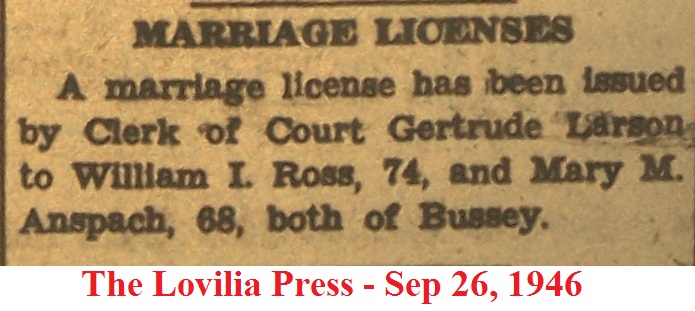 MARRIAGE LICENSES
A marriage license has been issued
by Clerk of Court Gertrude Larson
to William I. Ross, 74, and Mary M.
Anspach, 68, both of Bussey.
The Lovilia Press - Sep 26, 1946